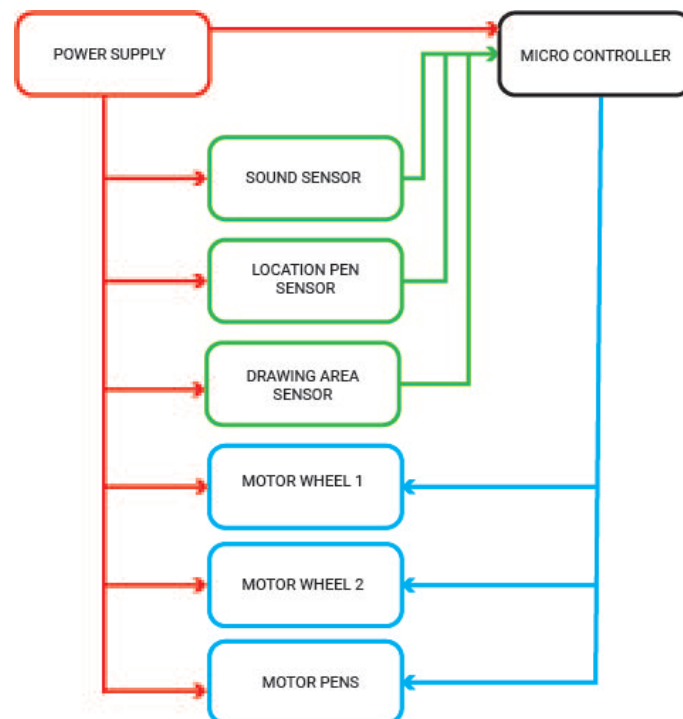 POWER SUPPLY
MICRO CONTROLLER
SOUND SENSOR
LOCATION PEN
SENSOR
DRAWING AREA
SENSOR
MOTOR WHEEL 1
MOTOR WHEEL 2
MOTOR PENS